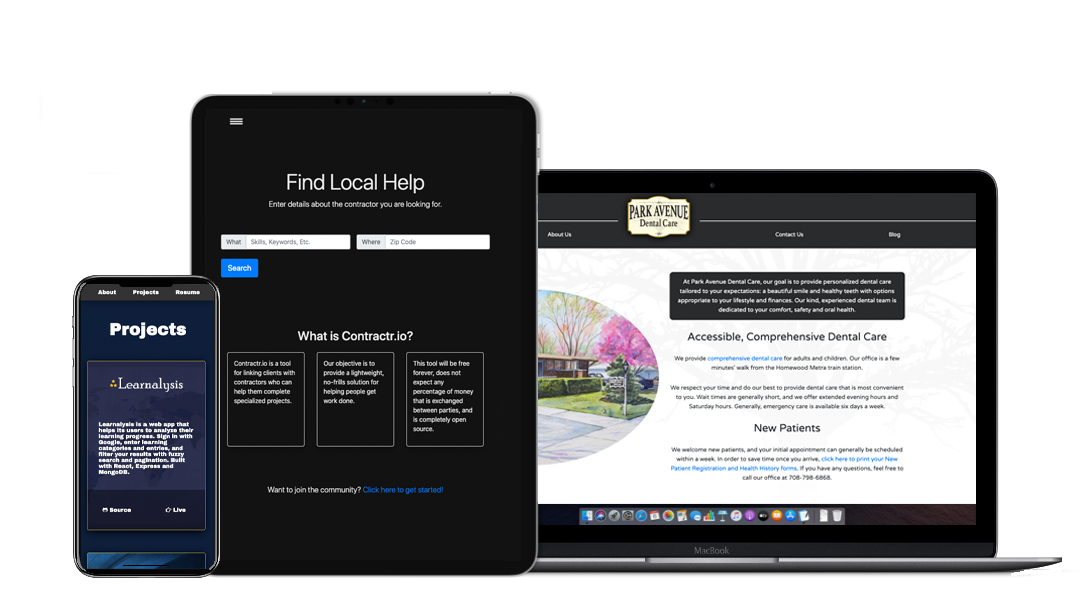 About Projects Resume
Projects
Learnalysis
Learnalysis is a web app that
helps its users to analyze their
learning progress. Sign in with
Google, enter learning
categories and entries, and
filter your results with fuzzy
search and pagination. Built
with React, Express and
MongoDB.
Source Live
Find Local Help
Enter details about the contractor you are looking for.
What Skills, Keywords, Etc. Where Zip Code
Search
What is Contractr.io?
Contractr.io is a tool
for linking clients with
contractors who can
help them complete
specialized projects.
Our objective is to
provide a lightweight,
no-frills solution for
helping people get
work done.
This tool will be free
forever, does not
expect any
percentage of money
that is exchanged
between parties, and
is completely open
source.
Want to join the community? Click here to get started!
PARK AVENUE
Dental Care
About Us Contact Us Blog
At Park Avenue Dental Care, our goal is to provide personalized dental care
tailored to your expectations: a beautiful smile and healthy teeth with options
appropriate to your lifestyle and finances. Our kind, experienced dental team is
dedicated to your comfort, safety and oral health.
Accessible, Comprehensive Dental Care
We provide comprehensive dental care for adults and children. Our office is a few
minutes' walk from the Homewood Metra train station.
We respect your time and do our best to provide dental care that is most convenient
to you. Wait times are generally short, and we offer extended evening hours and
Saturday hours. Generally, emergency care is available six days a week.
New Patients
We welcome new patients, and your initial appointment can generally be scheduled
within a week. In order to save time once you arrive, click here to print your New
Patient Registration and Health History forms. If you have any questions, feel free to
call our office at 708-798-6868.
MacBook